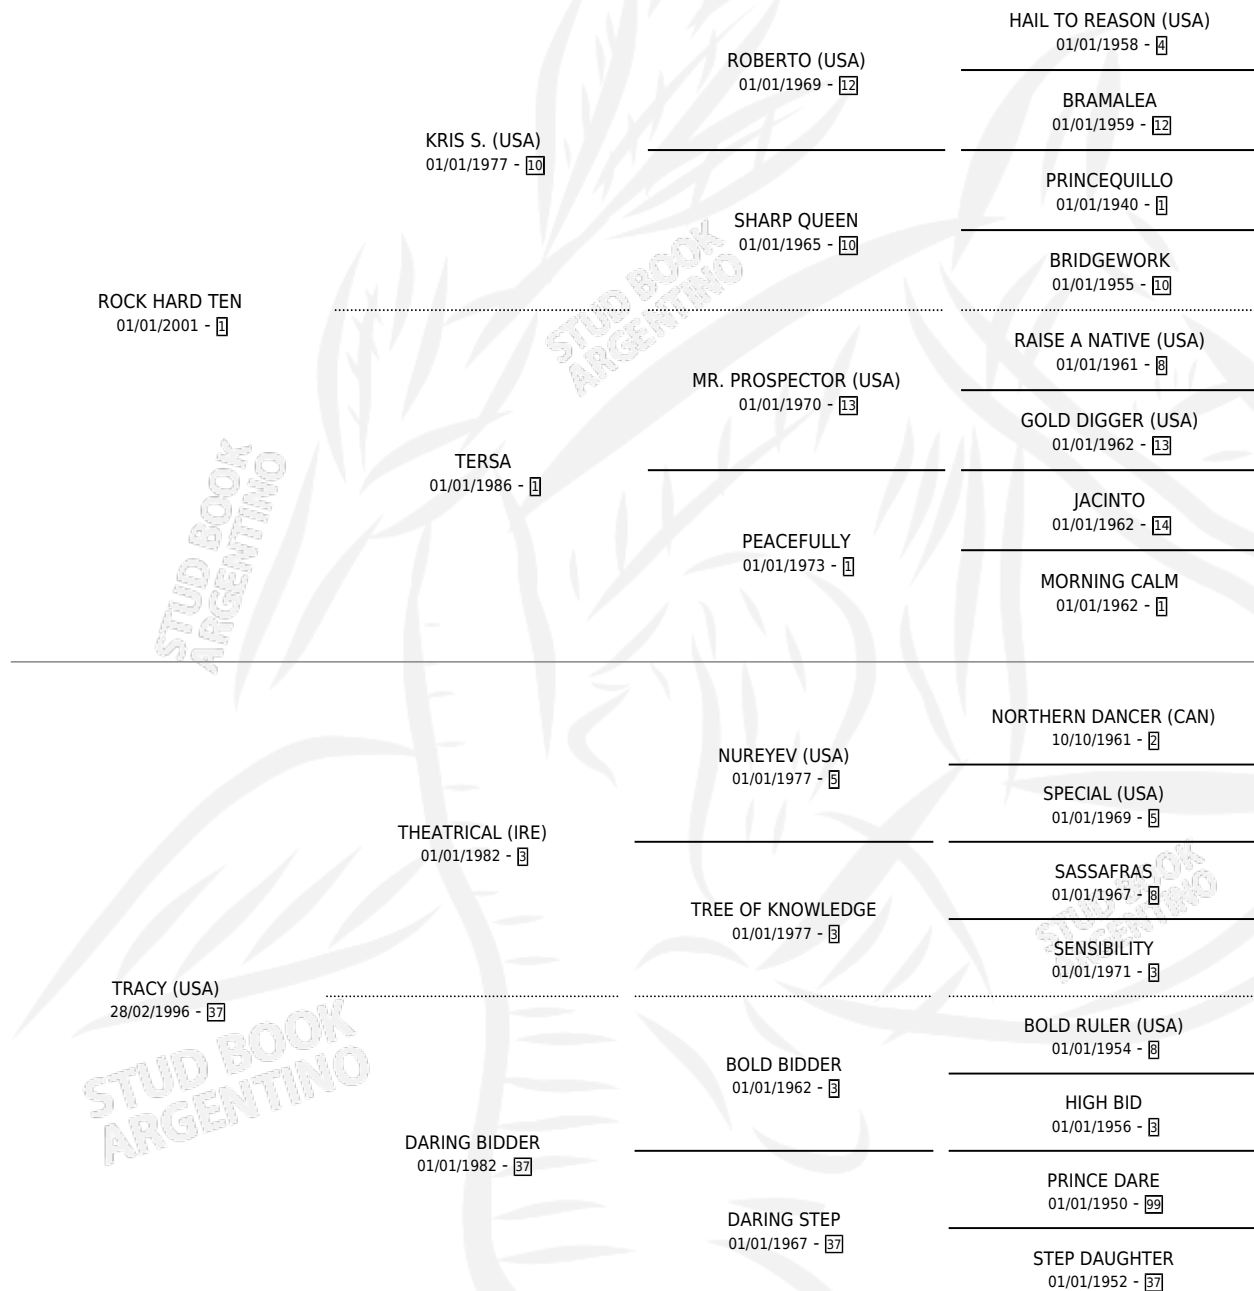 HAIL TO REASON (USA)
01/01/1958 - 4
ROBERTO (USA)
01/01/1969 - 12
BRAMALEA
01/01/1959 - 12
KRIS S. (USA)
01/01/1977 - 10
PRINCEQUILLO
01/01/1940 - 1
SHARP QUEEN
01/01/1965 - 10
BRIDGEWORK
01/01/1955 - 10
ROCK HARD TEN
01/01/2001 - 1
RAISE A NATIVE (USA)
01/01/1961 - 8
MR. PROSPECTOR (USA)
01/01/1970 - 13
GOLD DIGGER (USA)
01/01/1962 - 13
TERSA
01/01/1986 - 1
JACINTO
01/01/1962 - 14
PEACEFULLY
01/01/1973 - 1
MORNING CALM
01/01/1962 - 1
NORTHERN DANCER (CAN)
10/10/1961 - 2
NUREYEV (USA)
01/01/1977 - 5
SPECIAL (USA)
01/01/1969 - 5
THEATRICAL (IRE)
01/01/1982 - 3
SASSAFRAS
01/01/1967 - 8
TREE OF KNOWLEDGE
01/01/1977 - 3
SENSIBILITY
01/01/1971 - 3
TRACY (USA)
28/02/1996 - 37
BOLD RULER (USA)
01/01/1954 - 8
BOLD BIDDER
01/01/1962 - 3
HIGH BID
01/01/1956 - 3
DARING BIDDER
01/01/1982 - 37
PRINCE DARE
01/01/1950 - 99
DARING STEP
01/01/1967 - 37
STEP DAUGHTER
01/01/1952 - 37
STUD BOOK
ARGENTINO
STUD BOOK
ARGENTINO
STUD BOOK
ARGENTINO
STUD BOOK
ARGENTINO